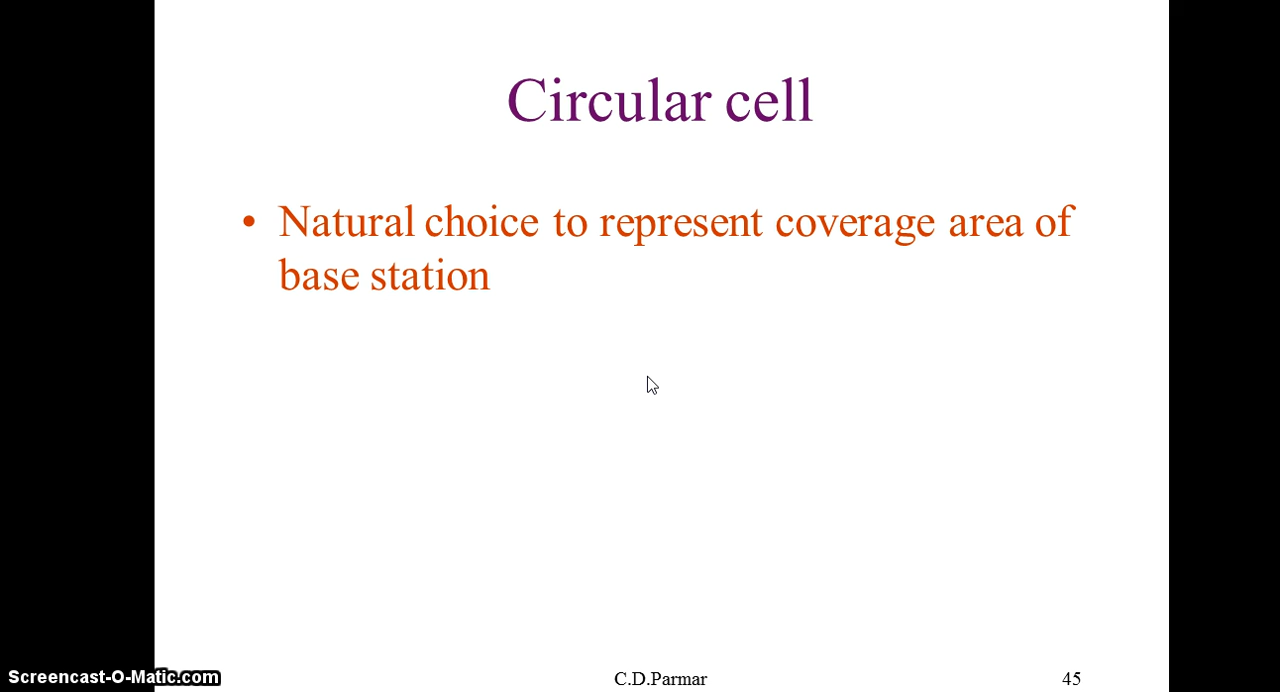 Circular cell
• Natural choice to represent coverage area of
base station
Screencast-O-Matic.com
C.D.Parmar
45